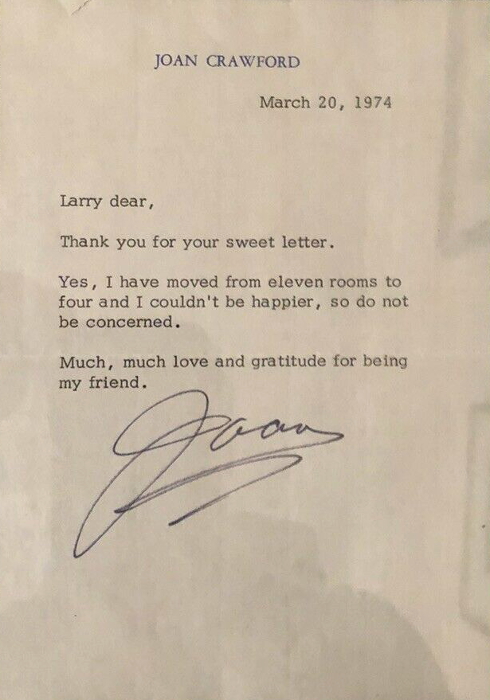 JOAN CRAWFORD
March 20, 1974
Larry dear,
Thank you for your sweet letter.
Yes, I have moved from eleven rooms to
four and I couldn't be happier, so do not
be concerned.
Much, much love and gratitude for being
my friend.
Joan